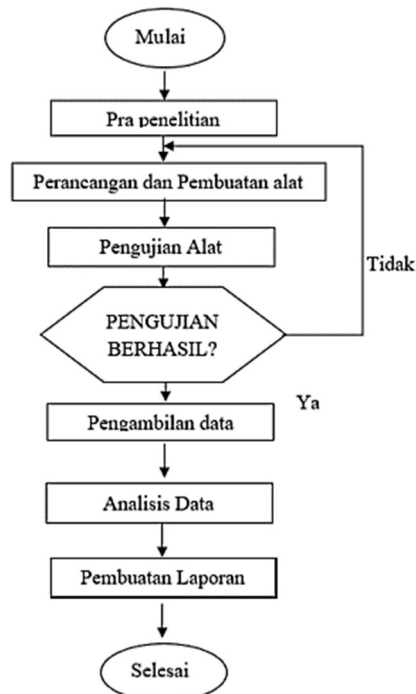 Mulai
Pra penelitian
Perancangan dan Pembuatan alat
Pengujian Alat
Tidak
PENGUJIAN
BERHASIL?
Ya
Pengambilan data
Analisis Data
Pembuatan Laporan
Selesai